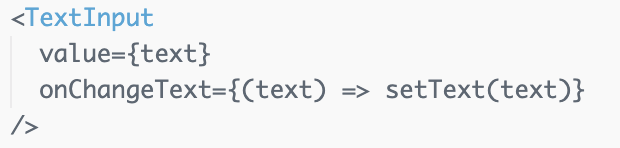 <TextInput
  value={text}
  onChangeText={(text) => setText(text)}
/>